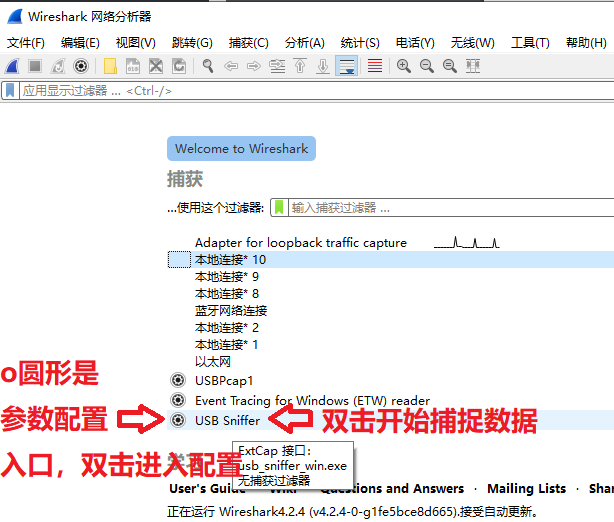 Wireshark 网络分析器
文件(F) 编辑(E) 视图(V) 跳转(G) 捕获(C) 分析(A) 统计(S) 电话(Y) 无线(W) 工具(T) 帮助(H)
应用显示过滤器 … <Ctrl-/>
Welcome to Wireshark
捕获
…使用这个过滤器: 输入捕获过滤器 …
Adapter for loopback traffic capture
本地连接* 10
本地连接* 9
本地连接* 8
蓝牙网络连接
本地连接* 2
本地连接* 1
以太网
USBPcap1
Event Tracing for Windows (ETW) reader
USB Sniffer
o圆形是
参数配置
入口，双击进入配置
双击开始捕捉数据
ExtCap 接口:
usb_sniffer_win.exe
无捕获过滤器
User's Guide · Wiki · Questions and Answers · Mailing Lists ·
正在运行 Wireshark4.2.4 (v4.2.4-0-g1fe5bce8d665).接受自动更新。